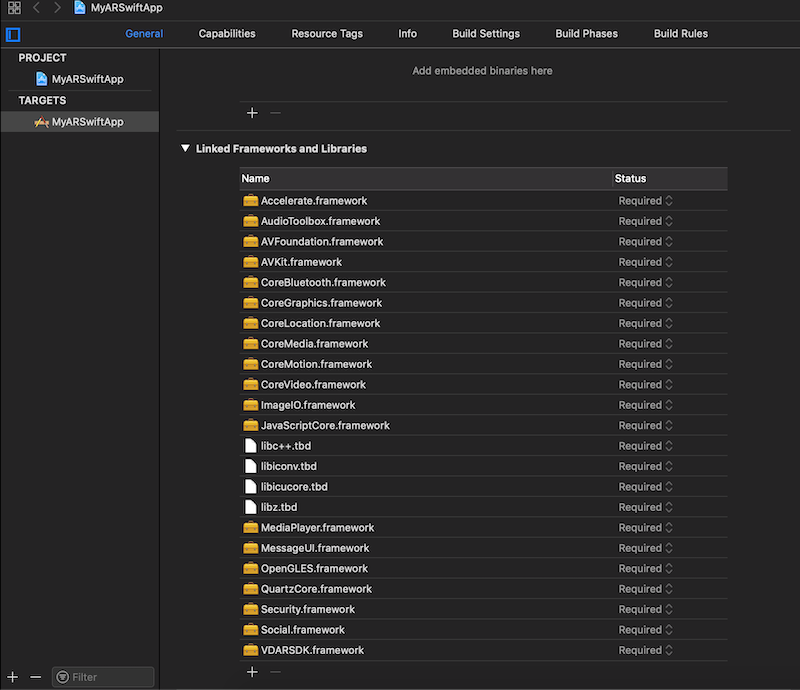 MyARSwiftApp
General Capabilities Resource Tags Info Build Settings Build Phases Build Rules
PROJECT
MyARSwiftApp
TARGETS
MyARSwiftApp
Add embedded binaries here
Linked Frameworks and Libraries
Name Status
Accelerate.framework Required
AudioToolbox.framework Required
AVFoundation.framework Required
AVKit.framework Required
CoreBluetooth.framework Required
CoreGraphics.framework Required
CoreLocation.framework Required
CoreMedia.framework Required
CoreMotion.framework Required
CoreVideo.framework Required
ImageIO.framework Required
JavaScriptCore.framework Required
libc++.tbd Required
libiconv.tbd Required
libicucore.tbd Required
libz.tbd Required
MediaPlayer.framework Required
MessageUI.framework Required
OpenGLES.framework Required
QuartzCore.framework Required
Security.framework Required
Social.framework Required
VDARSDK.framework Required
Filter